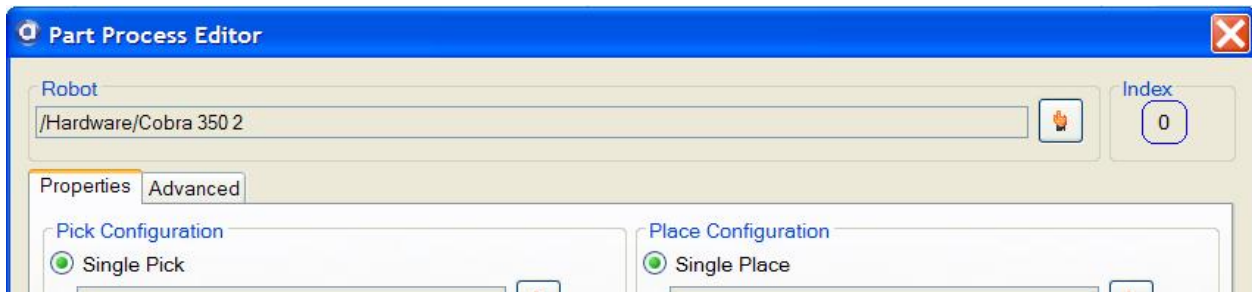 Part Process Editor
Robot
Index
/Hardware/Cobra 350 2
0
Properties
Advanced
Pick Configuration
Place Configuration
Single Pick
Single Place